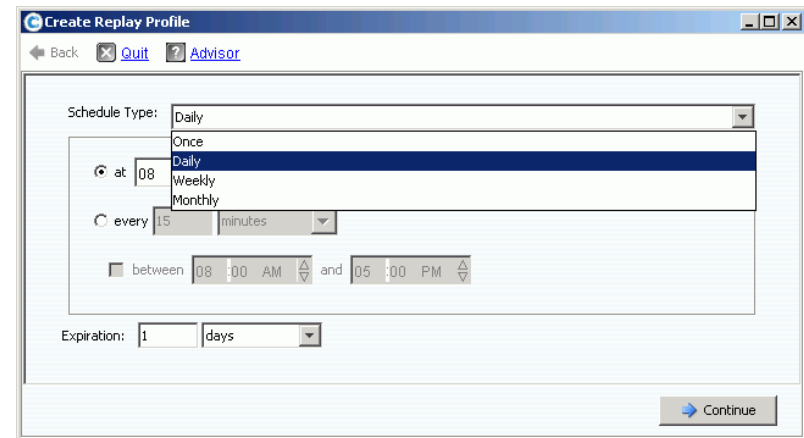 Create Replay Profile
Back Quit ? Advisor
Schedule Type: Daily
Once
Daily
Weekly
Monthly
at 08
every 15 minutes
between 08 :00 AM and 05 :00 PM
Expiration: 1 days
Continue